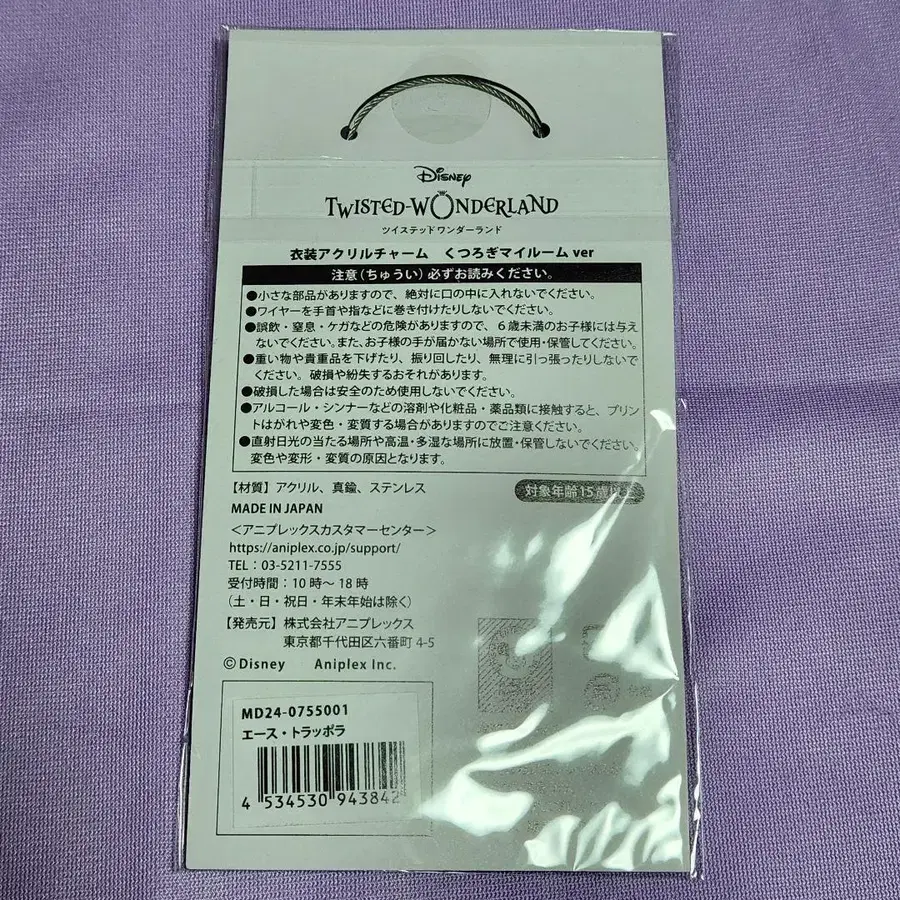 Disney
TWISTED-WONDERLAND
ツイステッドワンダーランド
衣装アクリルチャーム くつろぎマイルーム ver
注意（ちゅうい）必ずお読みください。
●小さな部品がありますので、絶対に口の中に入れないでください。
●ワイヤーを手首や指などに巻き付けたりしないでください。
●誤飲・窒息・ケガなどの危険がありますので、6歳未満のお子様には与え
ないでください。また、お子様の手が届かない場所で使用・保管してください。
●重い物や貴重品を下げたり、振り回したり、無理に引っ張ったりしないで
ください。破損や紛失するおそれがあります。
●破損した場合は安全のため使用しないでください。
●アルコール・シンナーなどの溶剤や化粧品・薬品類に接触すると、プリン
トはがれや変色・変質する場合がありますのでご注意ください。
●直射日光の当たる場所や高温・多湿な場所に放置・保管しないでください。
変色や変形・変質の原因となります。
【材質】アクリル、真鍮、ステンレス
対象年齢15歳
MADE IN JAPAN
＜アニプレックスカスタマーセンター＞
https://aniplex.co.jp/support/
TEL：03-5211-7555
受付時間：10時～18時
（土・日・祝日・年末年始は除く）
【発売元】株式会社アニプレックス
東京都千代田区六番町 4-5
©Disney Aniplex Inc.
MD24-0755001
エース・トラッポラ
4 534530 943842